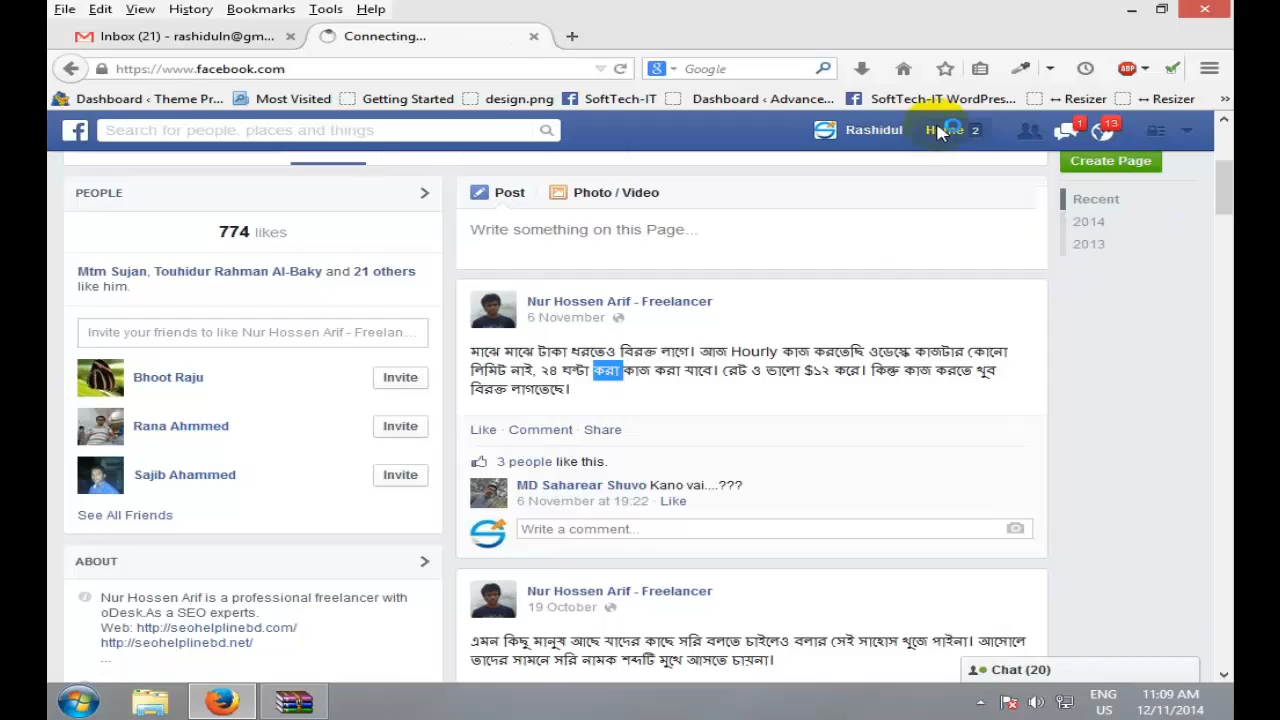 File Edit View History Bookmarks Tools Help
Inbox (21) - rashiduln@gm... × Connecting... × +
https://www.facebook.com Google
Dashboard ‹ Theme Pr... Most Visited Getting Started design.png SoftTech-IT Dashboard ‹ Advance... SoftTech-IT WordPres... ↔ Resizer ↔ Resizer »
Search for people, places and things Rashidul 2 1 13
Create Page
PEOPLE
774 likes
Mtm Sujan, Touhidur Rahman Al-Baky and 21 others
like him.
Invite your friends to like Nur Hossen Arif - Freelan...
Bhoot Raju Invite
Rana Ahmmed Invite
Sajib Ahammed Invite
See All Friends
ABOUT
Nur Hossen Arif is a professional freelancer with
oDesk.As a SEO experts.
Web: http://seohelplinebd.com/
http://seohelplinebd.net/
...
Post Photo / Video
Write something on this Page...
Nur Hossen Arif - Freelancer
6 November
মাঝে মাঝে টাকা ধরতেও বিরক্ত লাগে। আজ Hourly কাজ করতেছি ওডেস্কে কাজটার কোনো
লিমিট নাই, ২৪ ঘন্টা করা কাজ করা যাবে। রেট ও ভালো $১২ করে। কিন্তু কাজ করতে খুব
বিরক্ত লাগতেছে।
Like · Comment · Share
3 people like this.
MD Saharear Shuvo Kano vai....???
6 November at 19:22 · Like
Write a comment...
Nur Hossen Arif - Freelancer
19 October
এমন কিছু মানুষ আছে যাদের কাছে সরি বলতে চাইলেও বলার সেই সাহোস খুজে পাইনা। আসোলে
তাদের সামনে সরি নামক শব্দটি মুখে আসতে চায়না।
Recent
2014
2013
Chat (20)
ENG
US
11:09 AM
12/11/2014